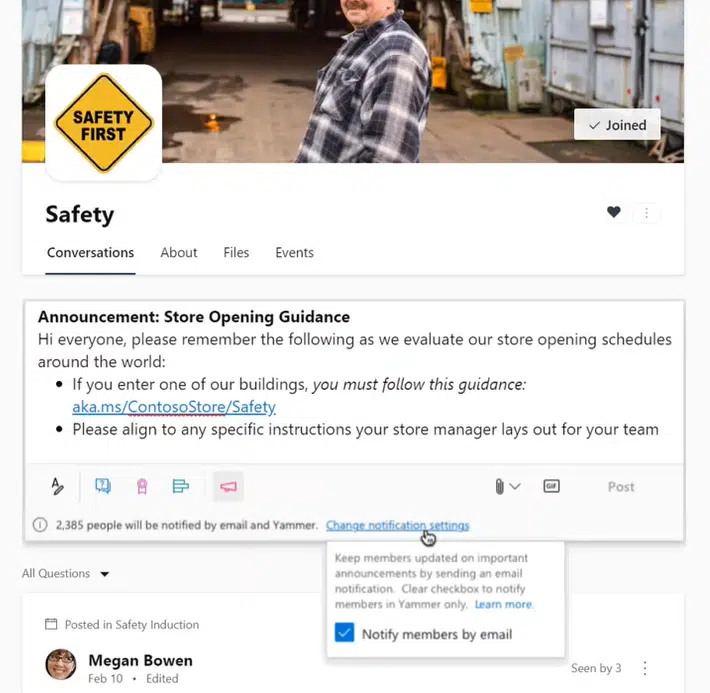 SAFETY
FIRST
Joined
Safety
Conversations About Files Events
Announcement: Store Opening Guidance
Hi everyone, please remember the following as we evaluate our store opening schedules
around the world:
• If you enter one of our buildings, you must follow this guidance:
aka.ms/ContosoStore/Safety
• Please align to any specific instructions your store manager lays out for your team
GIF Post
2,385 people will be notified by email and Yammer. Change notification settings
Keep members updated on important
announcements by sending an email
notification. Clear checkbox to notify
members in Yammer only. Learn more.
Notify members by email
All Questions
Posted in Safety Induction
Megan Bowen
Feb 10 • Edited
Seen by 3